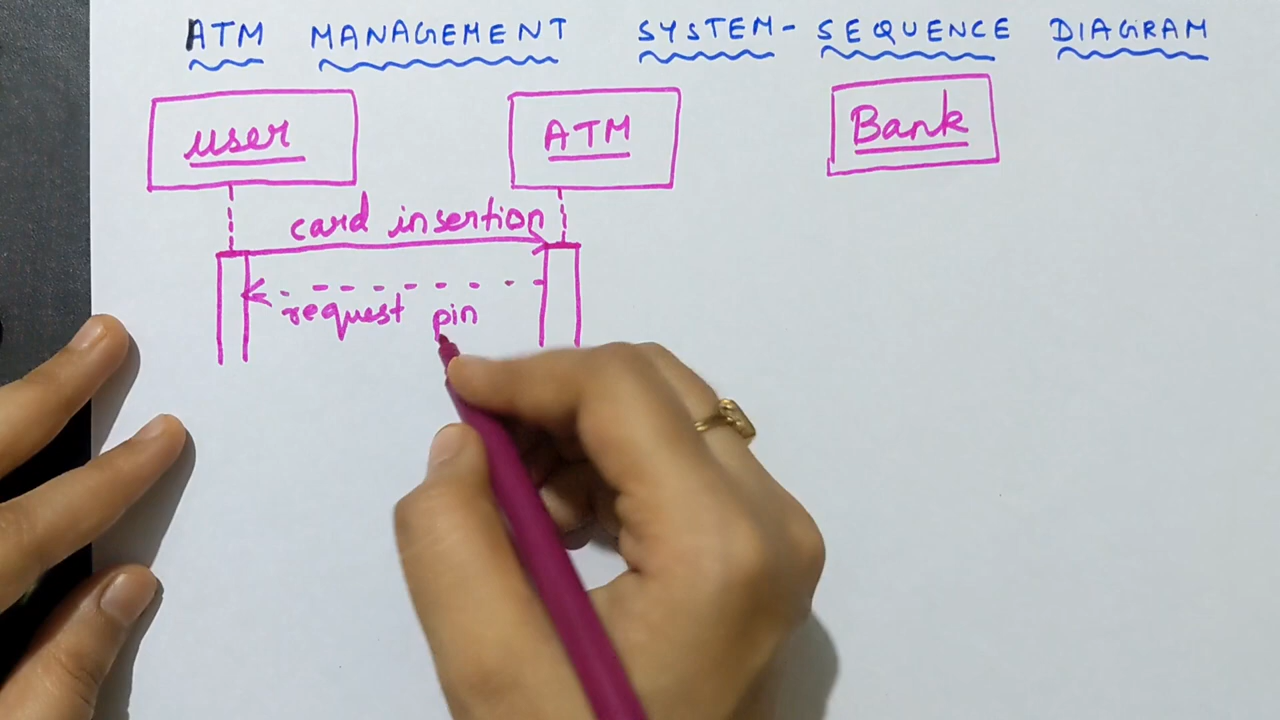 ATM MANAGEMENT SYSTEM- SEQUENCE DIAGRAM
user ATM Bank
card insertion
request pin